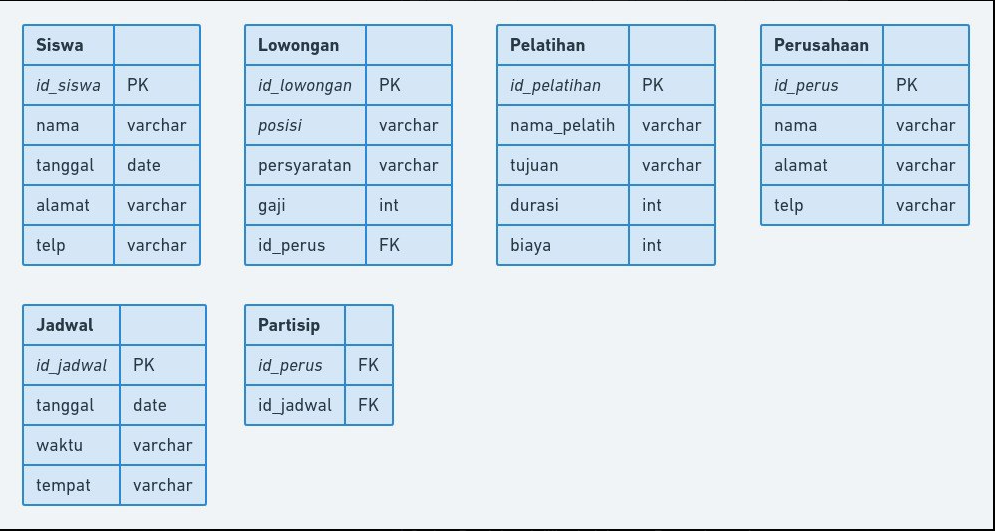 Siswa
id_siswa PK
nama varchar
tanggal date
alamat varchar
telp varchar
Lowongan
id_lowongan PK
posisi varchar
persyaratan varchar
gaji int
id_perus FK
Pelatihan
id_pelatihan PK
nama_pelatih varchar
tujuan varchar
durasi int
biaya int
Perusahaan
id_perus PK
nama varchar
alamat varchar
telp varchar
Jadwal
id_jadwal PK
tanggal date
waktu varchar
tempat varchar
Partisip
id_perus FK
id_jadwal FK